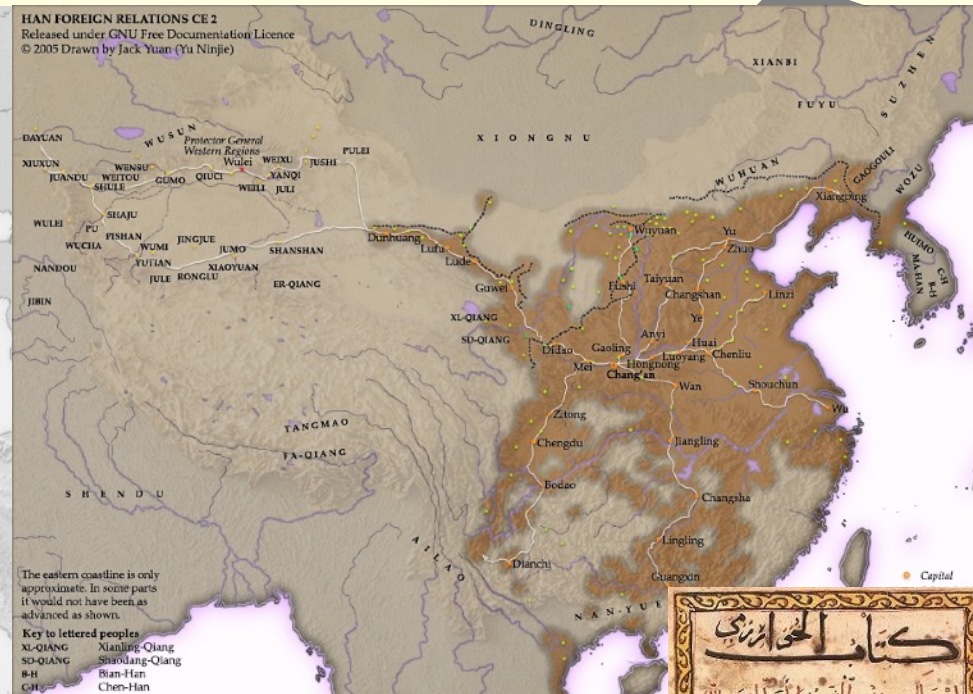 HAN FOREIGN RELATIONS CE 2
Released under GNU Free Documentation Licence
© 2005 Drawn by Jack Yuan (Yu Ninjie)
DINGLING
XIANBI
SUZHEN
FUYU
XIONGNU
DAYUAN
WUSUN
Protector General
Western Regions
Wulei
WEIXU
JUSHI
PULEI
XIUXUN
JUANDU
WENSU
WEITOU
SHULE
GUMO
QIUCI
YANQI
WEILI
JULI
WUHUAN
GAOGOULI
WOZU
Xiangping
SHAJU
WULEI
PU
FISHAN
WUCHA
WUMI
JINGJUE
JUMO
SHANSHAN
YUTIAN
XIAOYUAN
JULE
RONGLU
ER-QIANG
NANDOU
JIBIN
Dunhuang
Lufu
Lude
Guwei
Wuyuan
Yu
Zhuo
HUIMO
MA-HAN
C-H
B-H
Fushi
Taiyuan
Changshan
Linzi
XL-QIANG
SD-QIANG
Ye
Anyi
Huai
Didao
Gaoling
Luoyang
Chenliu
Mei
Hongnong
Chang'an
Wan
Shouchun
Wu
Zitong
TANGMAO
FA-QIANG
Chengdu
Jiangling
Bodao
Changsha
SHENDU
AILAO
Lingling
Dianchi
Guangxin
NAN-YUE
Capital
The eastern coastline is only
approximate. In some parts
it would not have been as
advanced as shown.
Key to lettered peoples
XL-QIANG Xianling-Qiang
SD-QIANG Shaodang-Qiang
B-H Bian-Han
C-H Chen-Han
كتاب